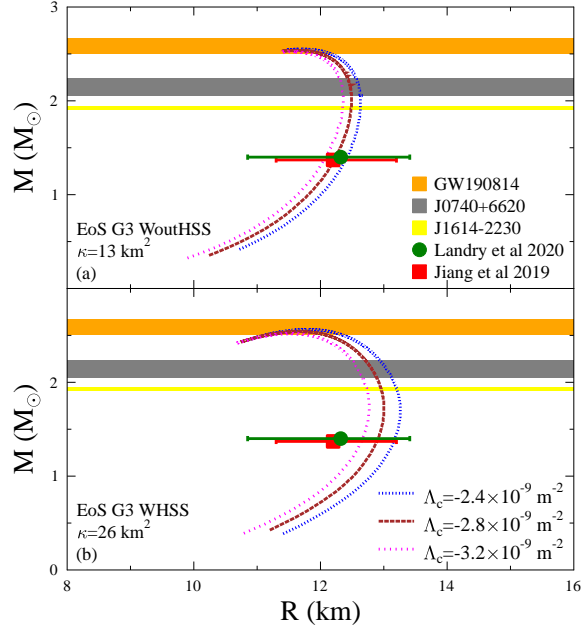 3
2
1
M (M☉)
EoS G3 WoutHSS
κ=13 km²
(a)
GW190814
J0740+6620
J1614-2230
Landry et al 2020
Jiang et al 2019
2
1
0
M (M☉)
EoS G3 WHSS
κ=26 km²
(b)
Λc=-2.4×10⁻⁹ m⁻²
Λc=-2.8×10⁻⁹ m⁻²
Λc=-3.2×10⁻⁹ m⁻²
8 10 12 14 16
R (km)